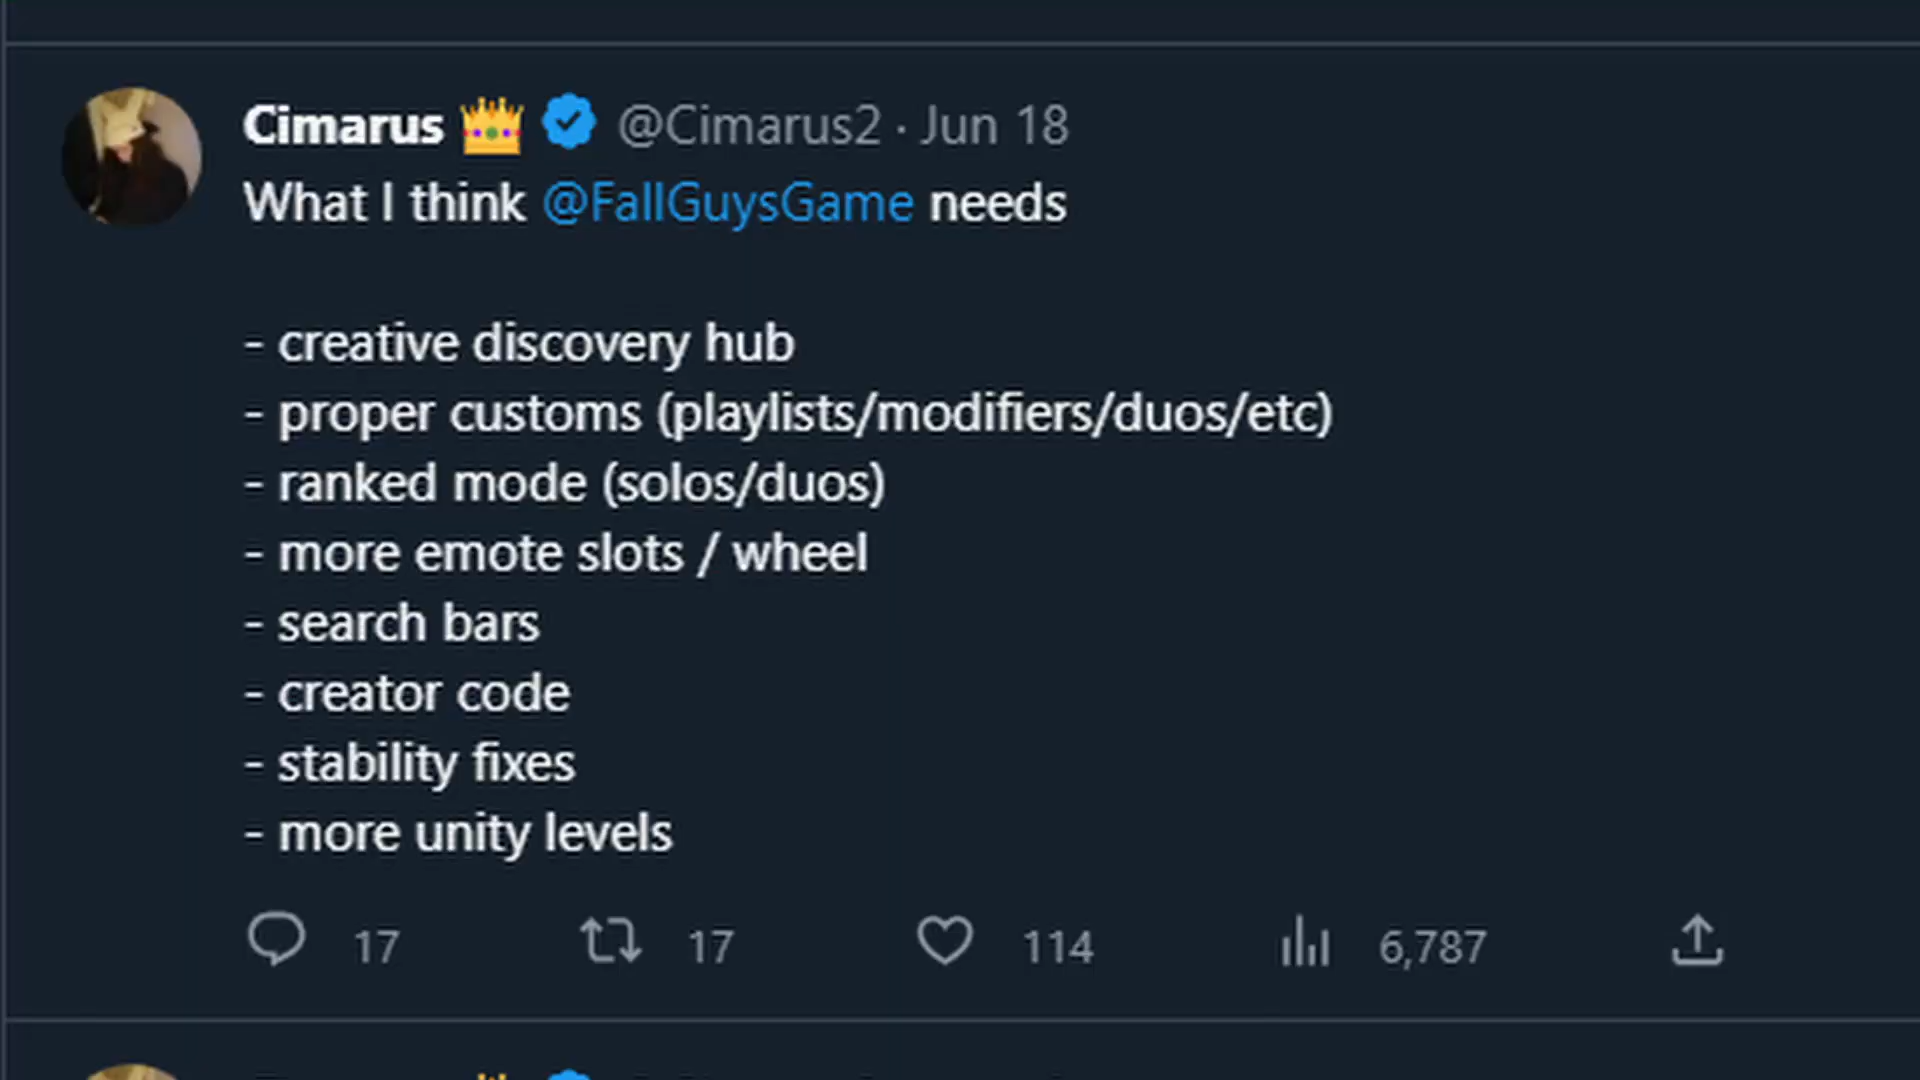 Cimarus 👑 @Cimarus2 · Jun 18
What I think @FallGuysGame needs
- creative discovery hub
- proper customs (playlists/modifiers/duos/etc)
- ranked mode (solos/duos)
- more emote slots / wheel
- search bars
- creator code
- stability fixes
- more unity levels
17 17 114 6,787